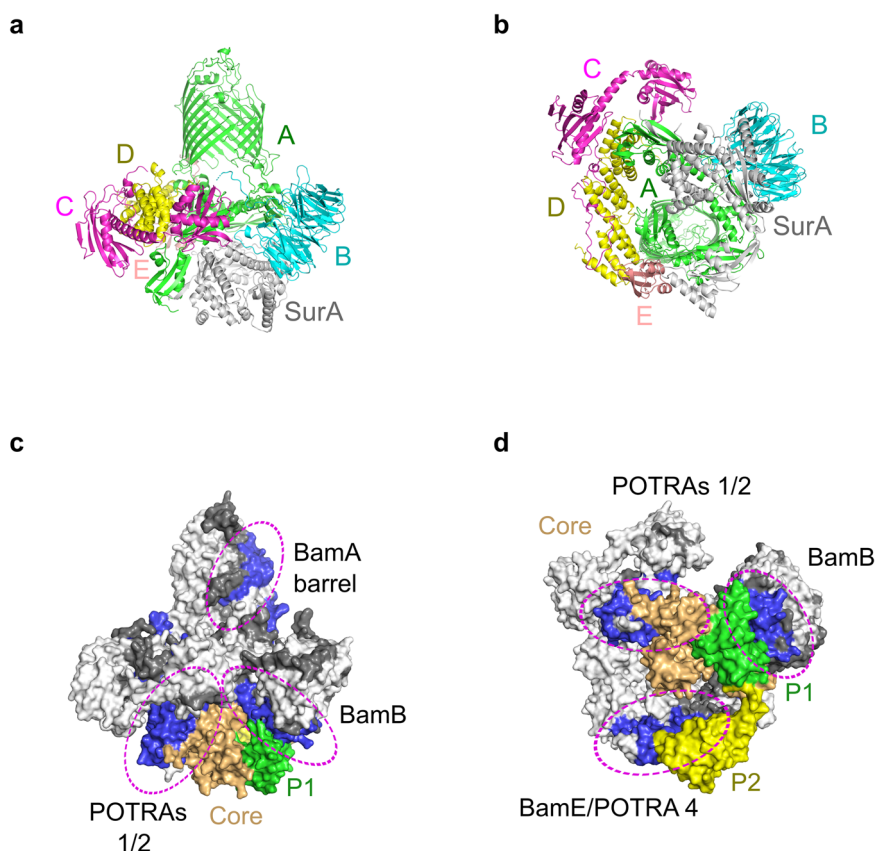 a
A
D
C
B
E
SurA
b
C
B
A
D
SurA
E
c
BamA
barrel
BamB
P1
POTRAs
1/2
Core
d
POTRAs 1/2
Core
BamB
P1
P2
BamE/POTRA 4